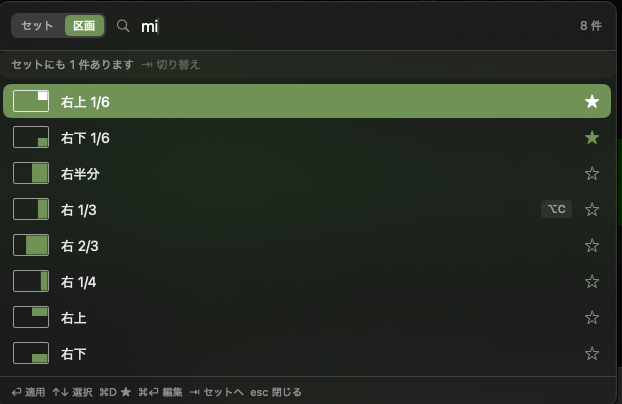 セット 区画 mi 8 件
セットにも 1 件あります ⇥ 切り替え
右上 1/6 ★
右下 1/6 ★
右半分 ☆
右 1/3 ⌥C ☆
右 2/3 ☆
右 1/4 ☆
右上 ☆
右下 ☆
⏎ 適用 ↑↓ 選択 ⌘D ★ ⌘⏎ 編集 ⇥ セットへ esc 閉じる